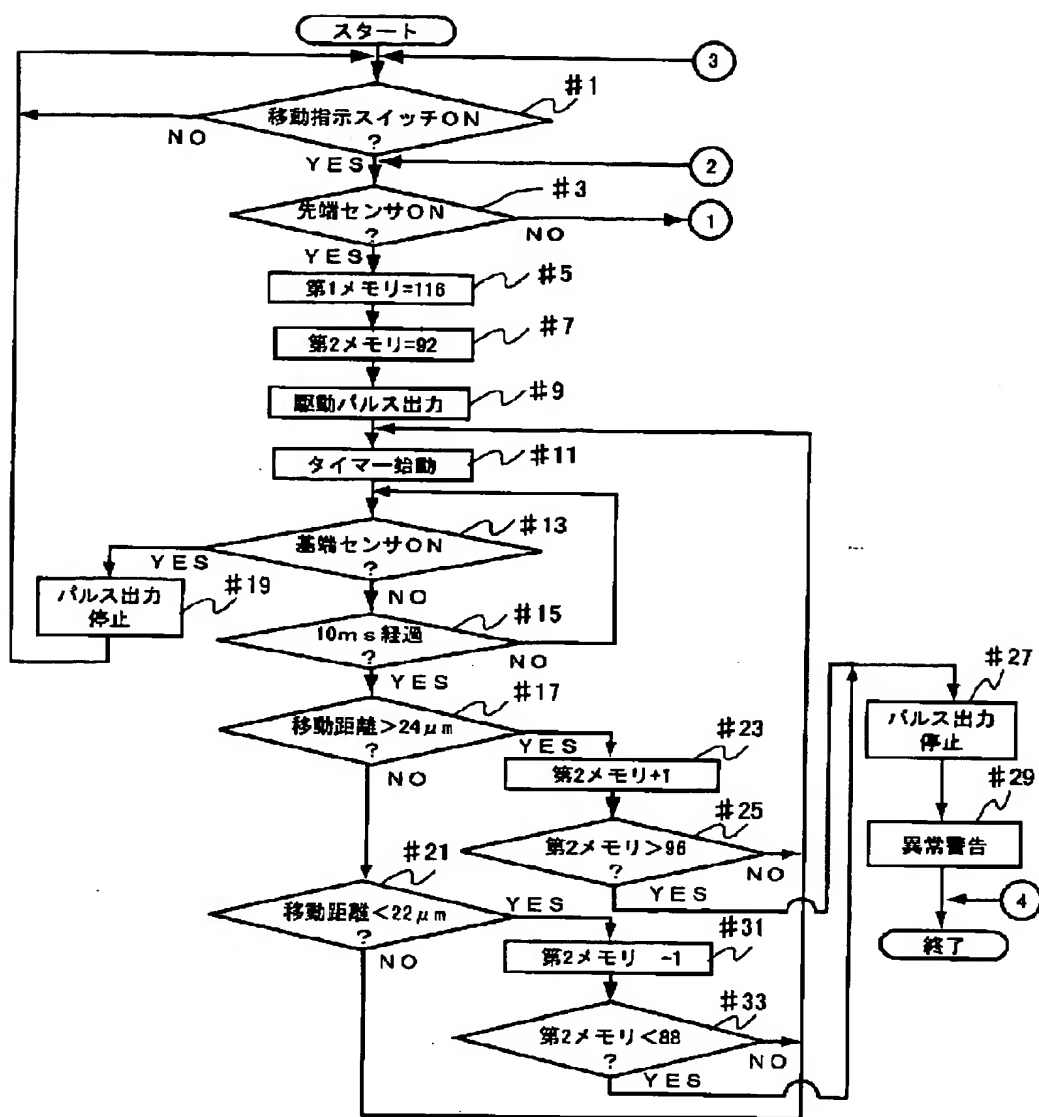 スタート
③
#1
移動指示スイッチON
?
NO
YES
②
#3
先端センサON
?
NO
①
YES
#5
第1メモリ=116
#7
第2メモリ=92
#9
駆動パルス出力
#11
タイマー始動
#13
基端センサON
?
YES
NO
#19
パルス出力
停止
#15
10ms経過
?
NO
YES
#17
移動距離>24μm
?
YES
NO
#23
第2メモリ+1
#25
第2メモリ>96
?
NO
YES
#27
パルス出力
停止
#29
異常警告
④
終了
#21
移動距離<22μm
?
YES
NO
#31
第2メモリ -1
#33
第2メモリ<88
?
NO
YES